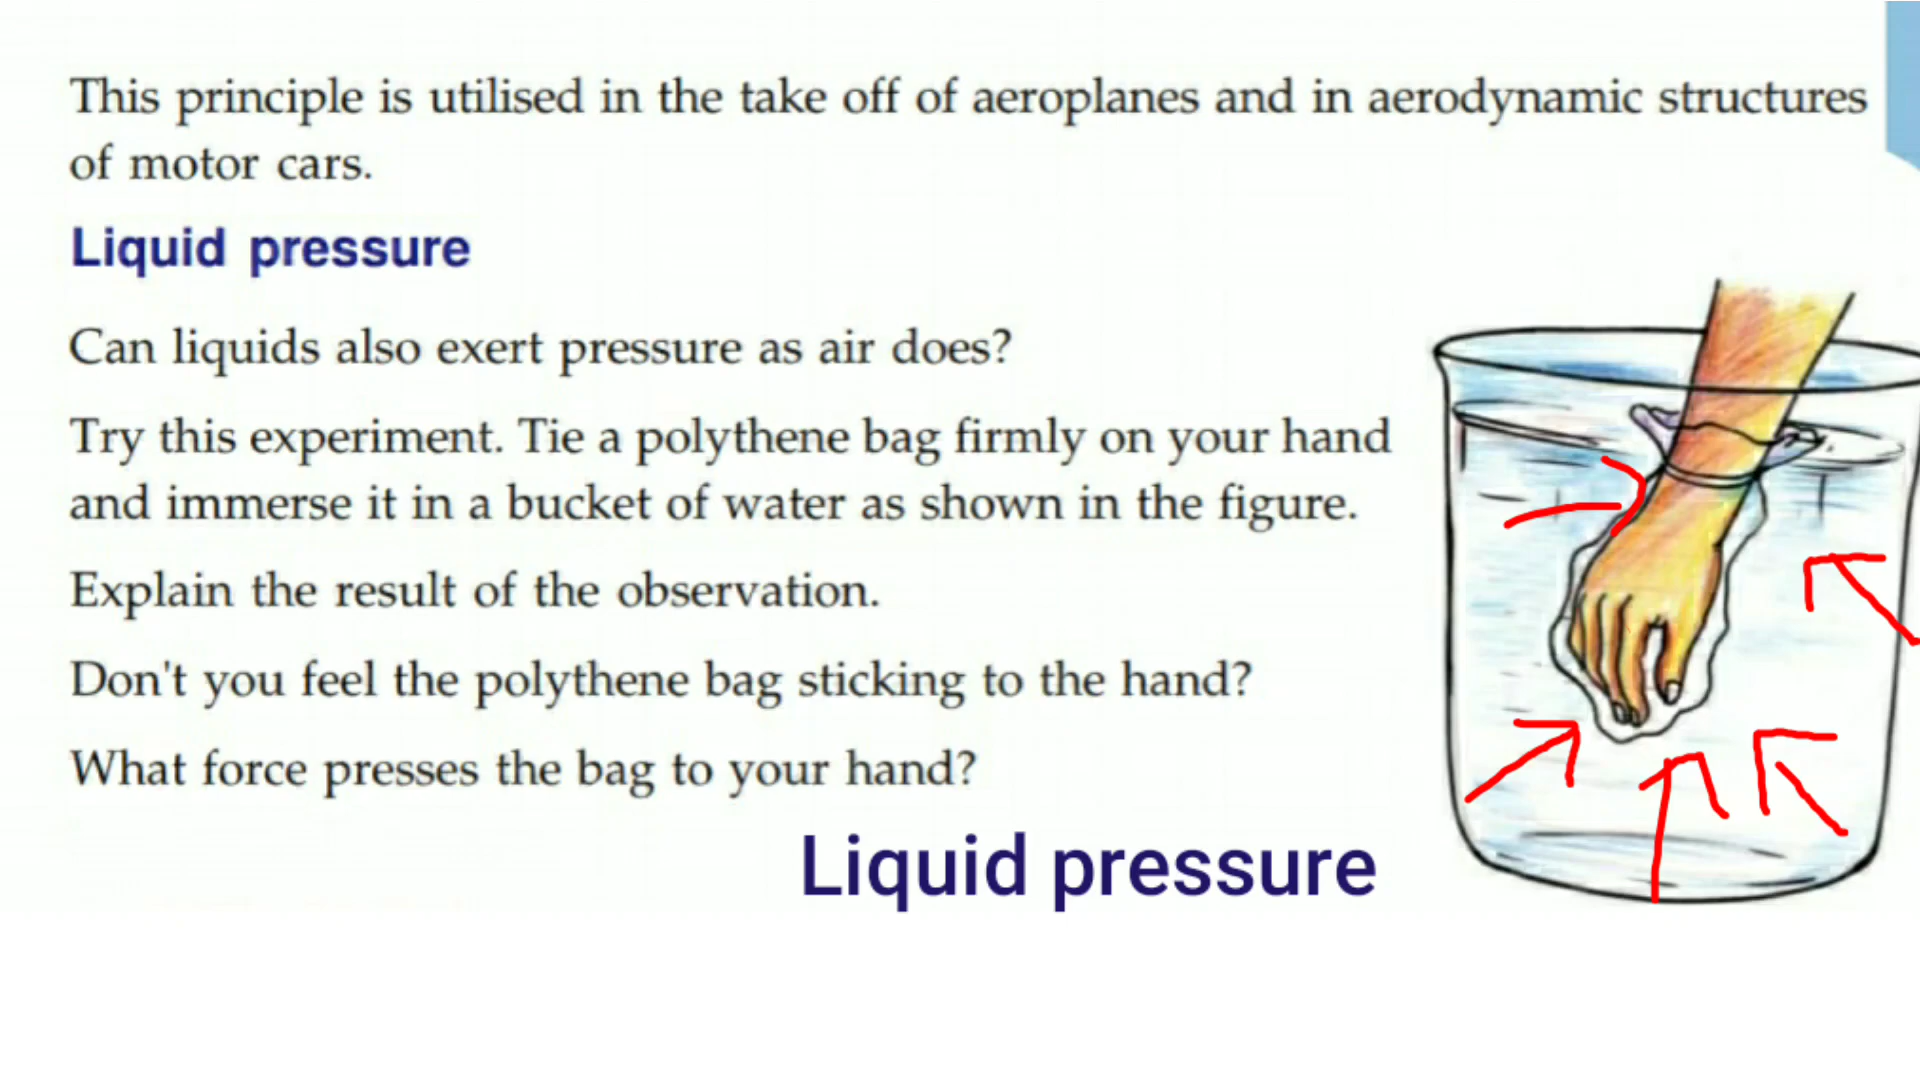 This principle is utilised in the take off of aeroplanes and in aerodynamic structures
of motor cars.
Liquid pressure
Can liquids also exert pressure as air does?
Try this experiment. Tie a polythene bag firmly on your hand
and immerse it in a bucket of water as shown in the figure.
Explain the result of the observation.
Don't you feel the polythene bag sticking to the hand?
What force presses the bag to your hand?
Liquid pressure